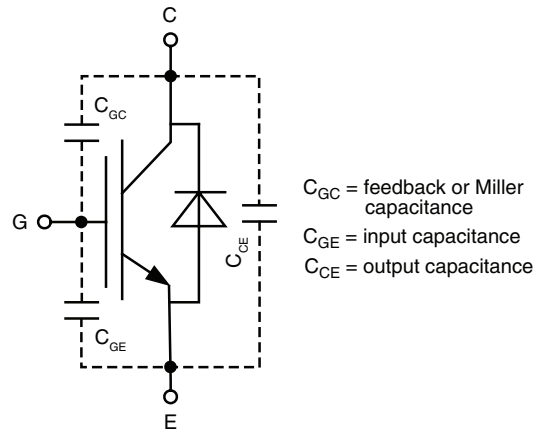 C
C_GC
G
C_CE
C_GE
E
C_GC = feedback or Miller
capacitance
C_GE = input capacitance
C_CE = output capacitance